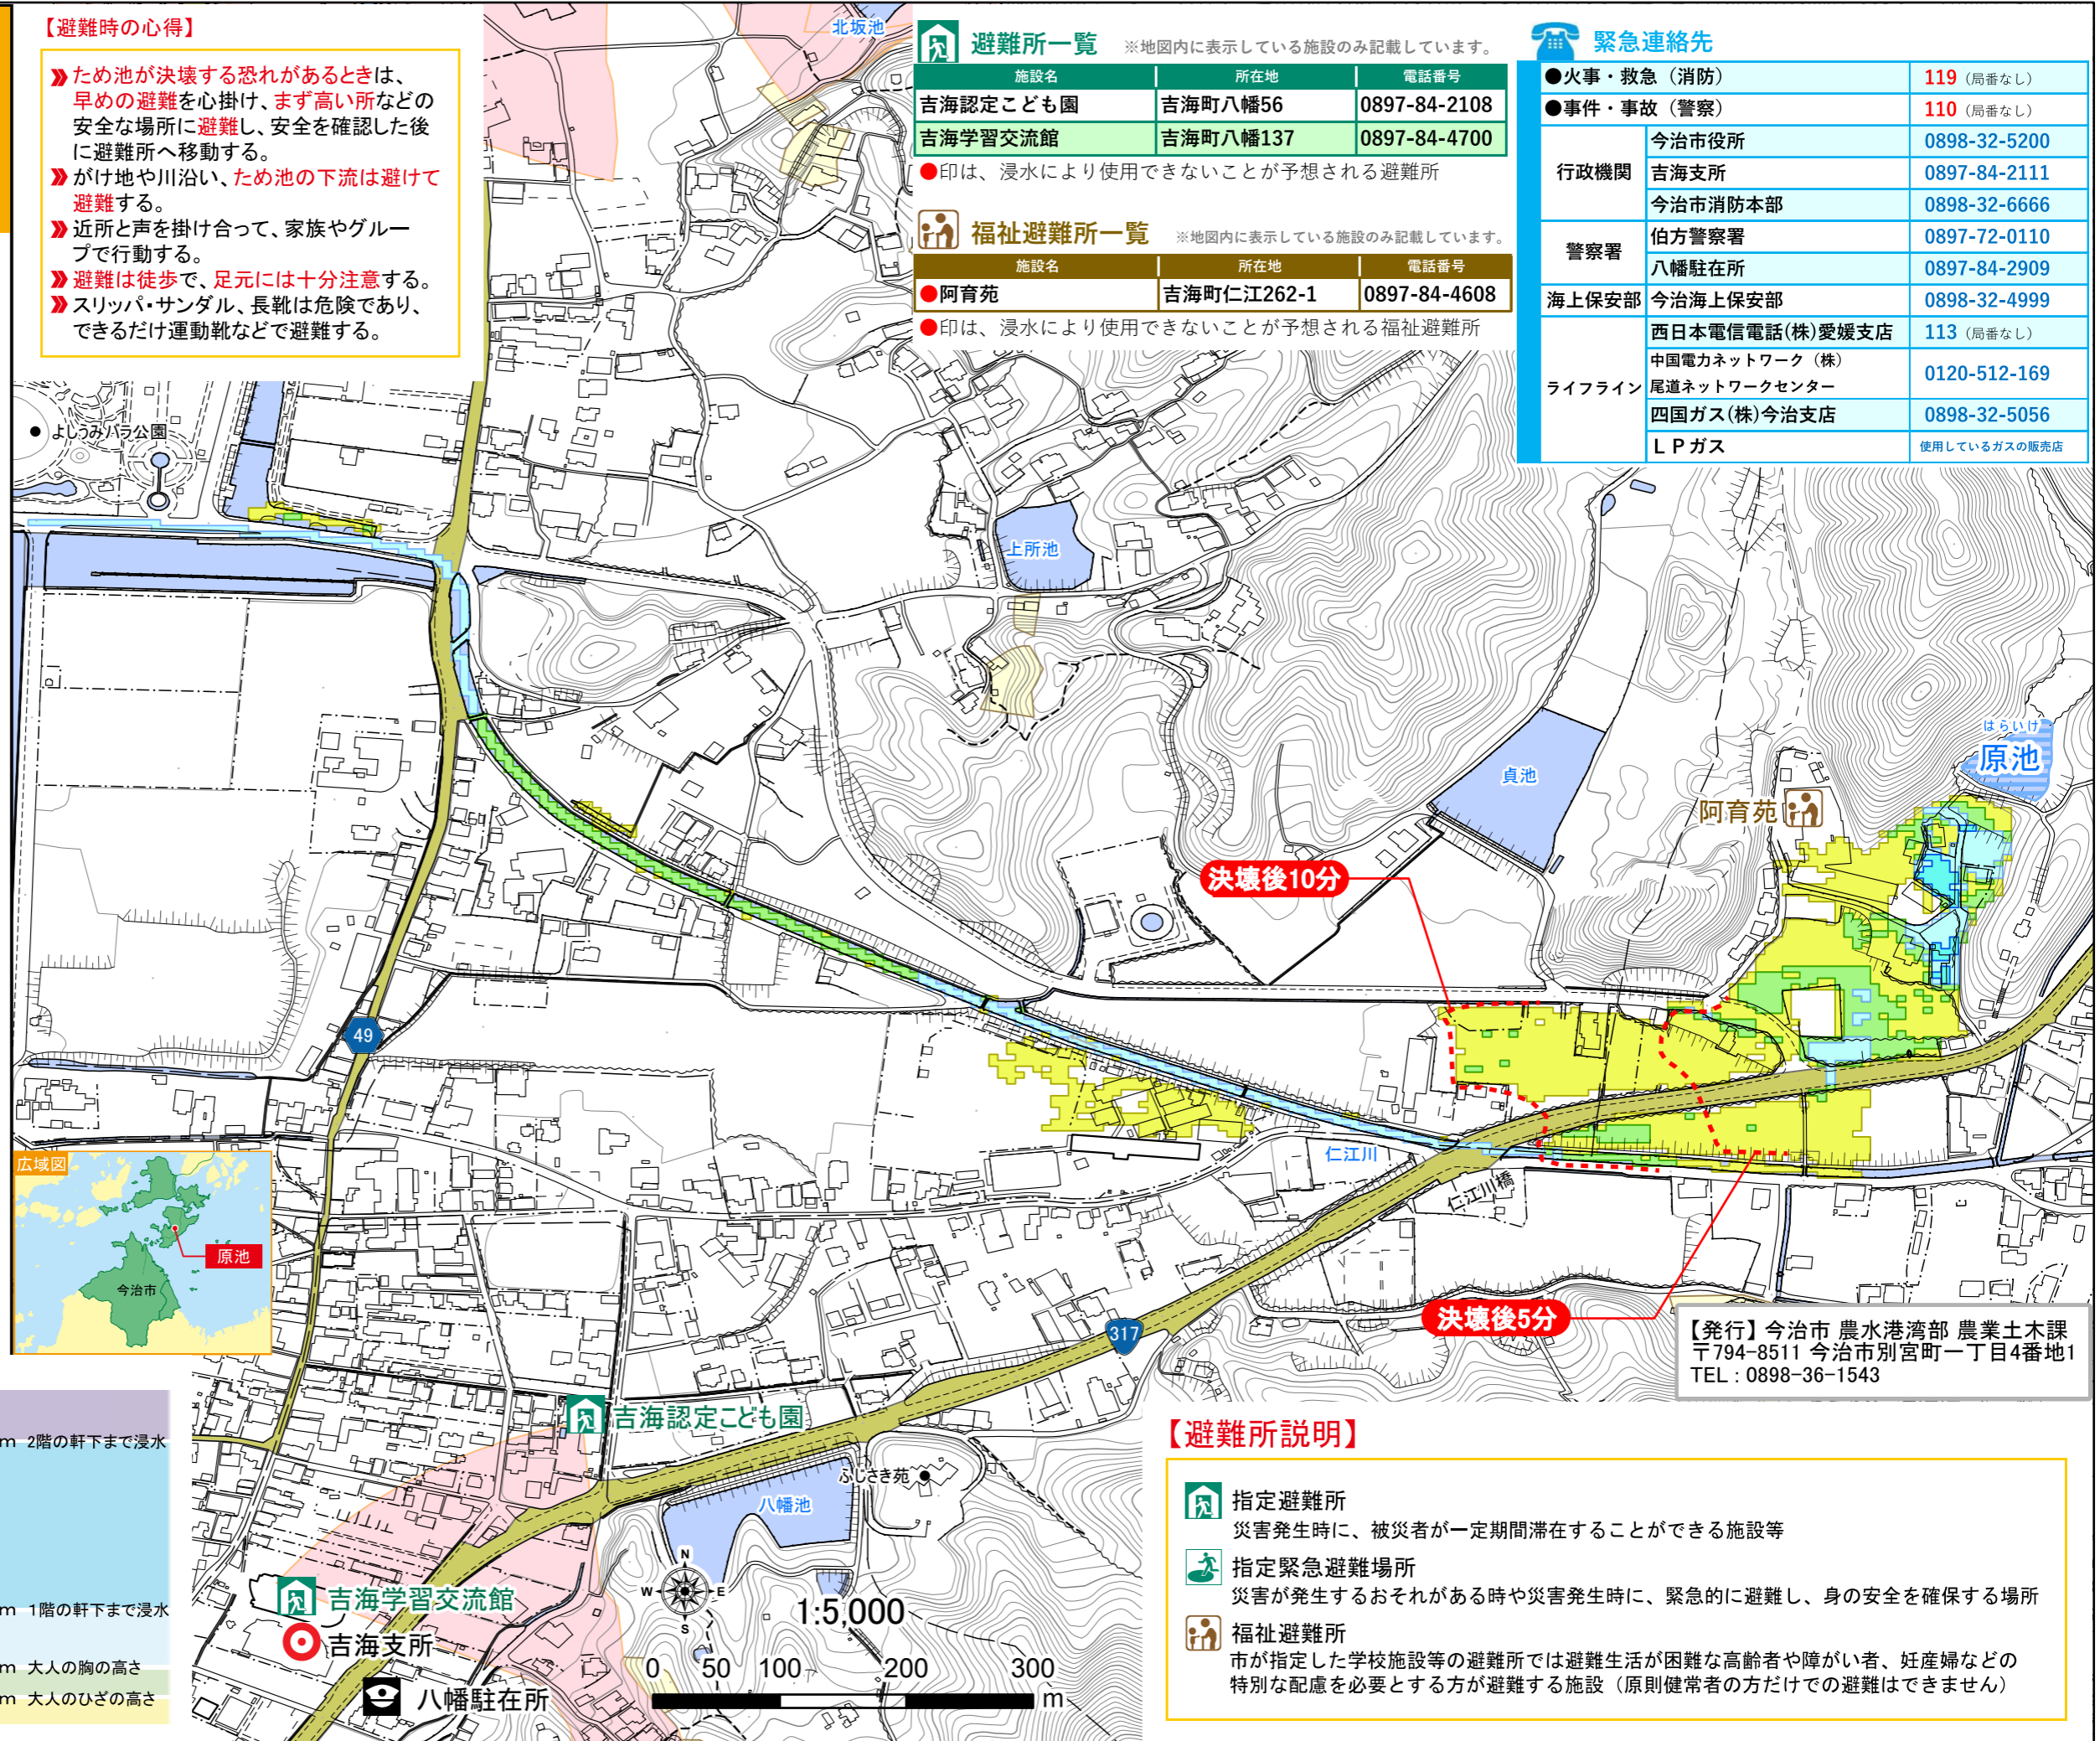 【避難時の心得】
》ため池が決壊する恐れがあるときは、
早めの避難を心掛け、まず高い所などの
安全な場所に避難し、安全を確認した後
に避難所へ移動する。
》がけ地や川沿い、ため池の下流は避けて
避難する。
》近所と声を掛け合って、家族やグルー
プで行動する。
》避難は徒歩で、足元には十分注意する。
》スリッパ・サンダル、長靴は危険であり、
できるだけ運動靴などで避難する。
北坂池
避難所一覧 ※地図内に表示している施設のみ記載しています。
施設名 所在地 電話番号
吉海認定こども園 吉海町八幡56 0897-84-2108
吉海学習交流館 吉海町八幡137 0897-84-4700
●印は、浸水により使用できないことが予想される避難所
福祉避難所一覧 ※地図内に表示している施設のみ記載しています。
施設名 所在地 電話番号
●阿育苑 吉海町仁江262-1 0897-84-4608
●印は、浸水により使用できないことが予想される福祉避難所
緊急連絡先
●火事・救急（消防） 119（局番なし）
●事件・事故（警察） 110（局番なし）
行政機関
今治市役所 0898-32-5200
吉海支所 0897-84-2111
今治市消防本部 0898-32-6666
警察署
伯方警察署 0897-72-0110
八幡駐在所 0897-84-2909
海上保安部 今治海上保安部 0898-32-4999
ライフライン
西日本電信電話(株)愛媛支店 113（局番なし）
中国電力ネットワーク（株）
尾道ネットワークセンター 0120-512-169
四国ガス(株)今治支店 0898-32-5056
ＬＰガス 使用しているガスの販売店
よしうみバラ公園
上所池
はらいけ
原池
貞池
阿育苑
決壊後10分
49
仁江川
仁江川橋
広域図
原池
今治市
決壊後5分
317
【発行】今治市 農水港湾部 農業土木課
〒794-8511 今治市別宮町一丁目4番地1
TEL：0898-36-1543
吉海認定こども園
ふじさき苑
八幡池
m 2階の軒下まで浸水
m 1階の軒下まで浸水
m 大人の胸の高さ
m 大人のひざの高さ
吉海学習交流館
吉海支所
八幡駐在所
N
W E
S
1:5,000
0 50 100 200 300
m
【避難所説明】
指定避難所
災害発生時に、被災者が一定期間滞在することができる施設等
指定緊急避難場所
災害が発生するおそれがある時や災害発生時に、緊急的に避難し、身の安全を確保する場所
福祉避難所
市が指定した学校施設等の避難所では避難生活が困難な高齢者や障がい者、妊産婦などの
特別な配慮を必要とする方が避難する施設（原則健常者の方だけでの避難はできません）